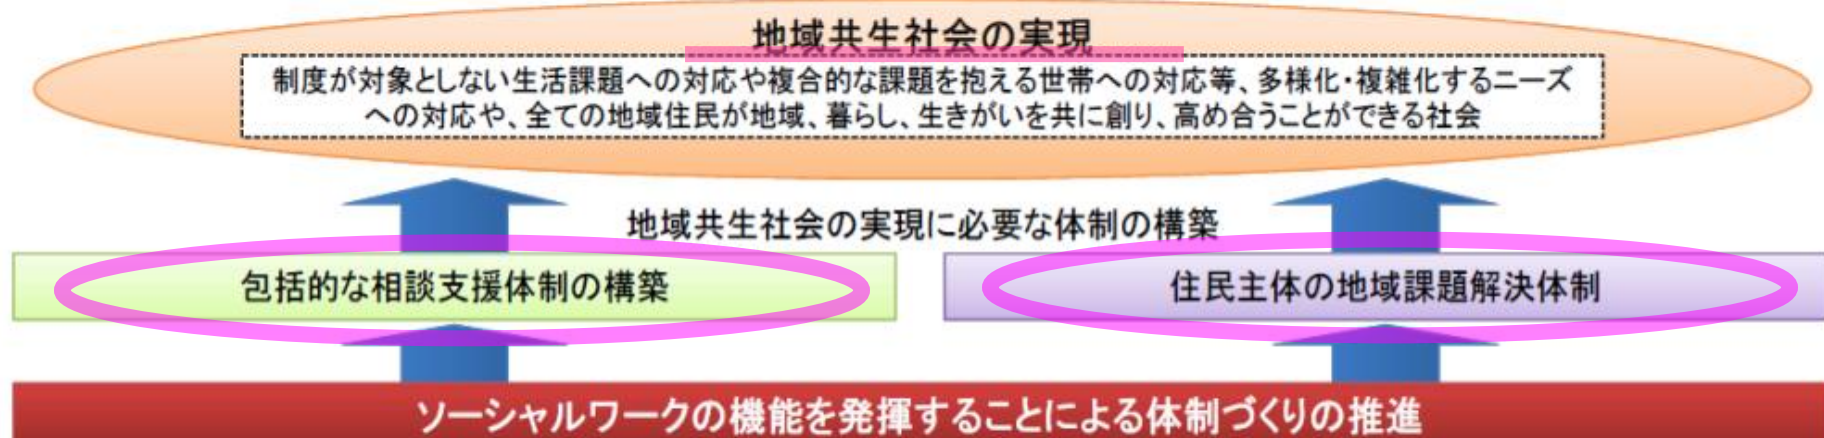 地域共生社会の実現
制度が対象としない生活課題への対応や複合的な課題を抱える世帯への対応等、多様化・複雑化するニーズ
への対応や、全ての地域住民が地域、暮らし、生きがいを共に創り、高め合うことができる社会
地域共生社会の実現に必要な体制の構築
包括的な相談支援体制の構築
住民主体の地域課題解決体制
ソーシャルワークの機能を発揮することによる体制づくりの推進